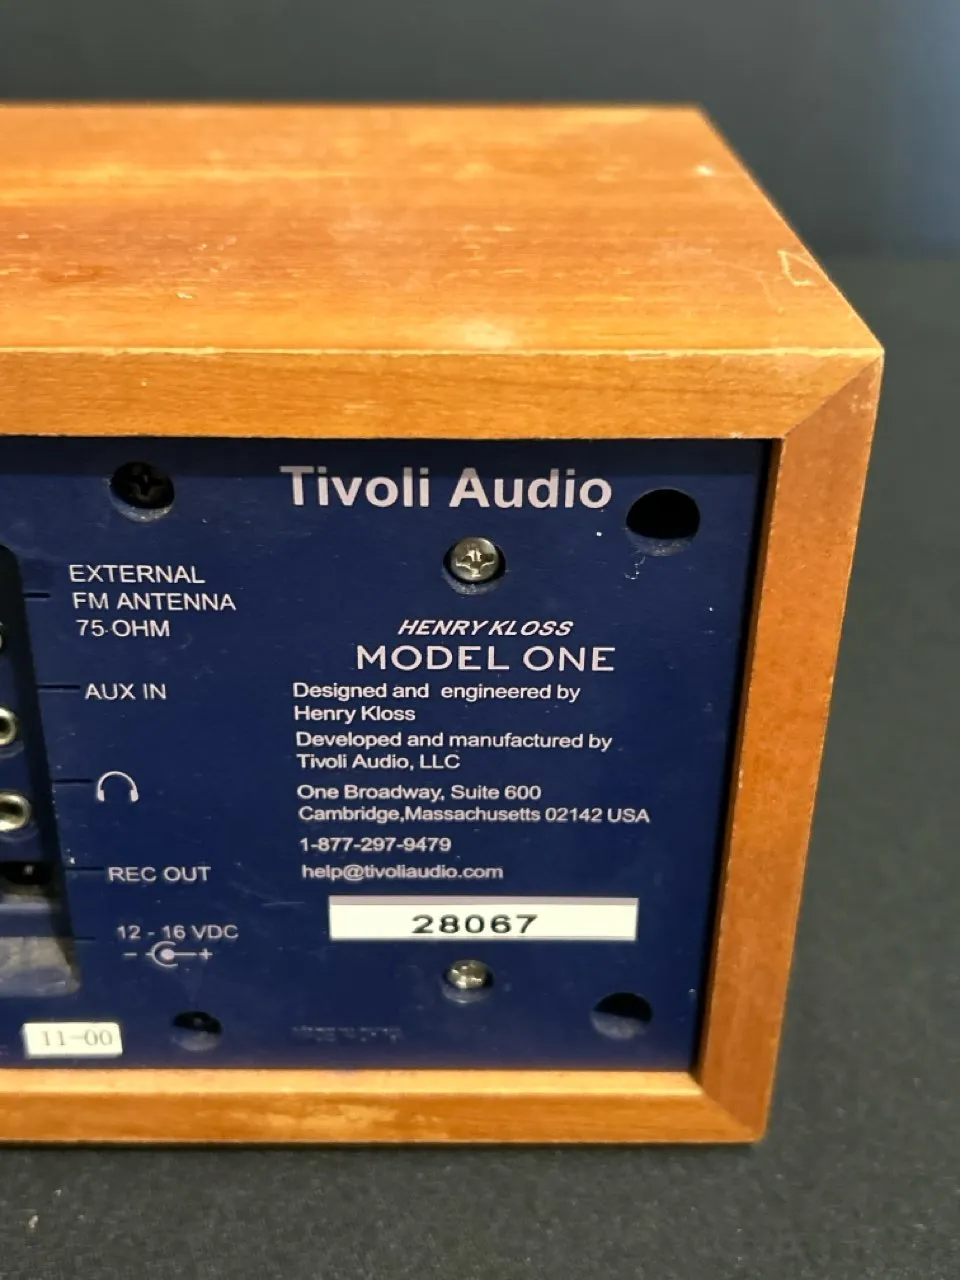 Tivoli Audio
EXTERNAL
FM ANTENNA
75 OHM
AUX IN
REC OUT
12 - 16 VDC
- +
11-00
HENRY KLOSS
MODEL ONE
Designed and engineered by
Henry Kloss
Developed and manufactured by
Tivoli Audio, LLC
One Broadway, Suite 600
Cambridge,Massachusetts 02142 USA
1-877-297-9479
help@tivoliaudio.com
28067